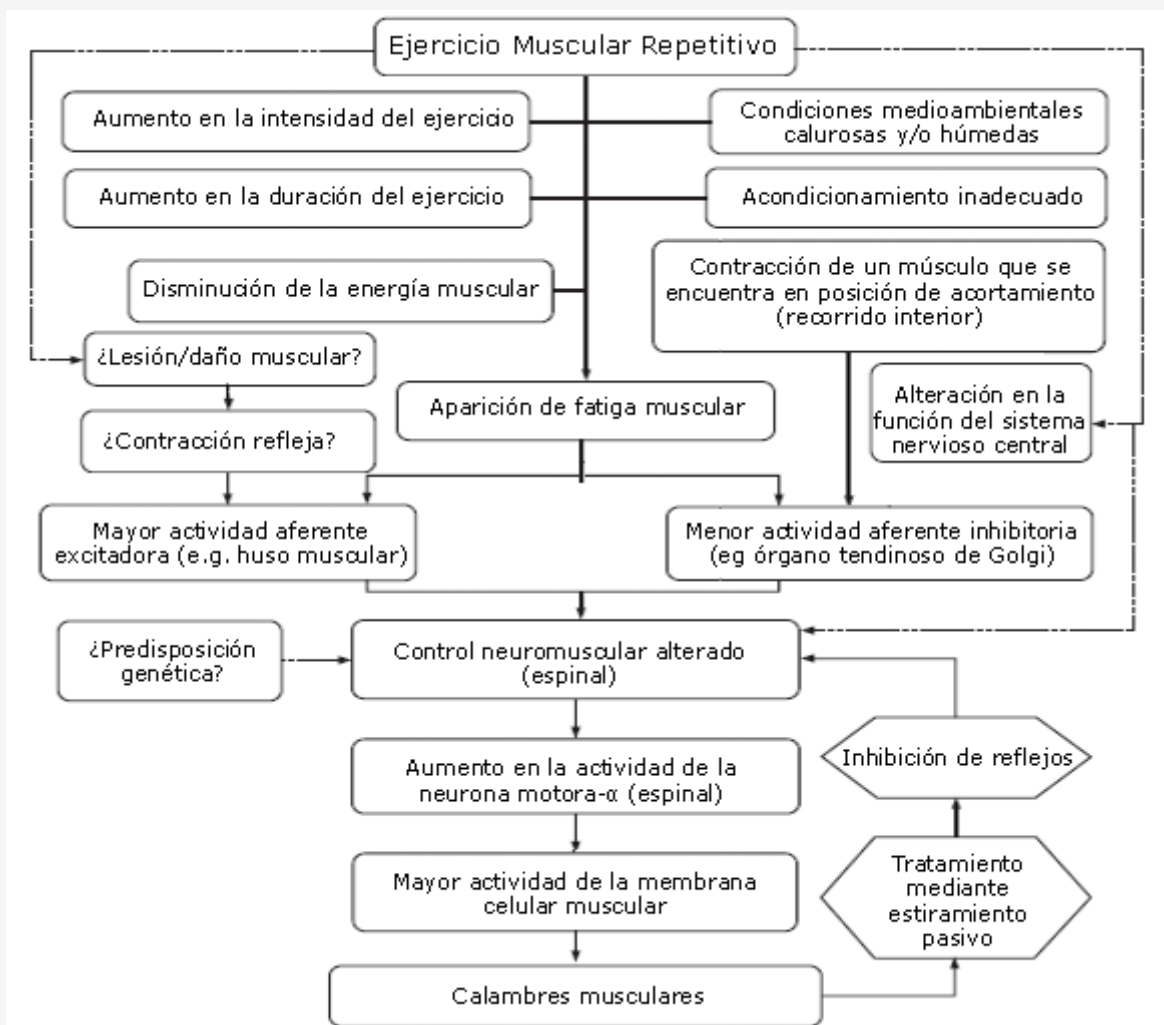 Ejercicio Muscular Repetitivo
Aumento en la intensidad del ejercicio
Condiciones medioambientales
calurosas y/o húmedas
Aumento en la duración del ejercicio
Acondicionamiento inadecuado
Disminución de la energía muscular
Contracción de un músculo que se
encuentra en posición de acortamiento
(recorrido interior)
¿Lesión/daño muscular?
Aparición de fatiga muscular
Alteración en la
función del sistema
nervioso central
¿Contracción refleja?
Mayor actividad aferente
excitadora (e.g. huso muscular)
Menor actividad aferente inhibitoria
(eg órgano tendinoso de Golgi)
¿Predisposición
genética?
Control neuromuscular alterado
(espinal)
Aumento en la actividad de la
neurona motora-α (espinal)
Inhibición de reflejos
Mayor actividad de la membrana
celular muscular
Tratamiento
mediante
estiramiento
pasivo
Calambres musculares